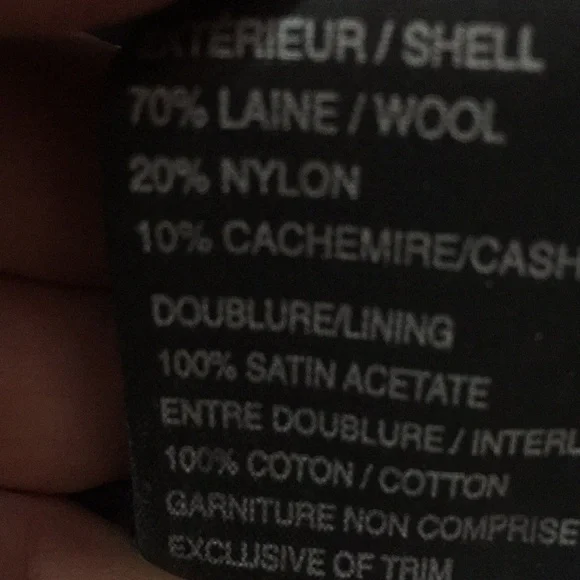 EXTÉRIEUR / SHELL
70% LAINE / WOOL
20% NYLON
10% CACHEMIRE/CASH
DOUBLURE/LINING
100% SATIN ACETATE
ENTRE DOUBLURE / INTERL
100% COTON / COTTON
GARNITURE NON COMPRISE
EXCLUSIVE OF TRIM